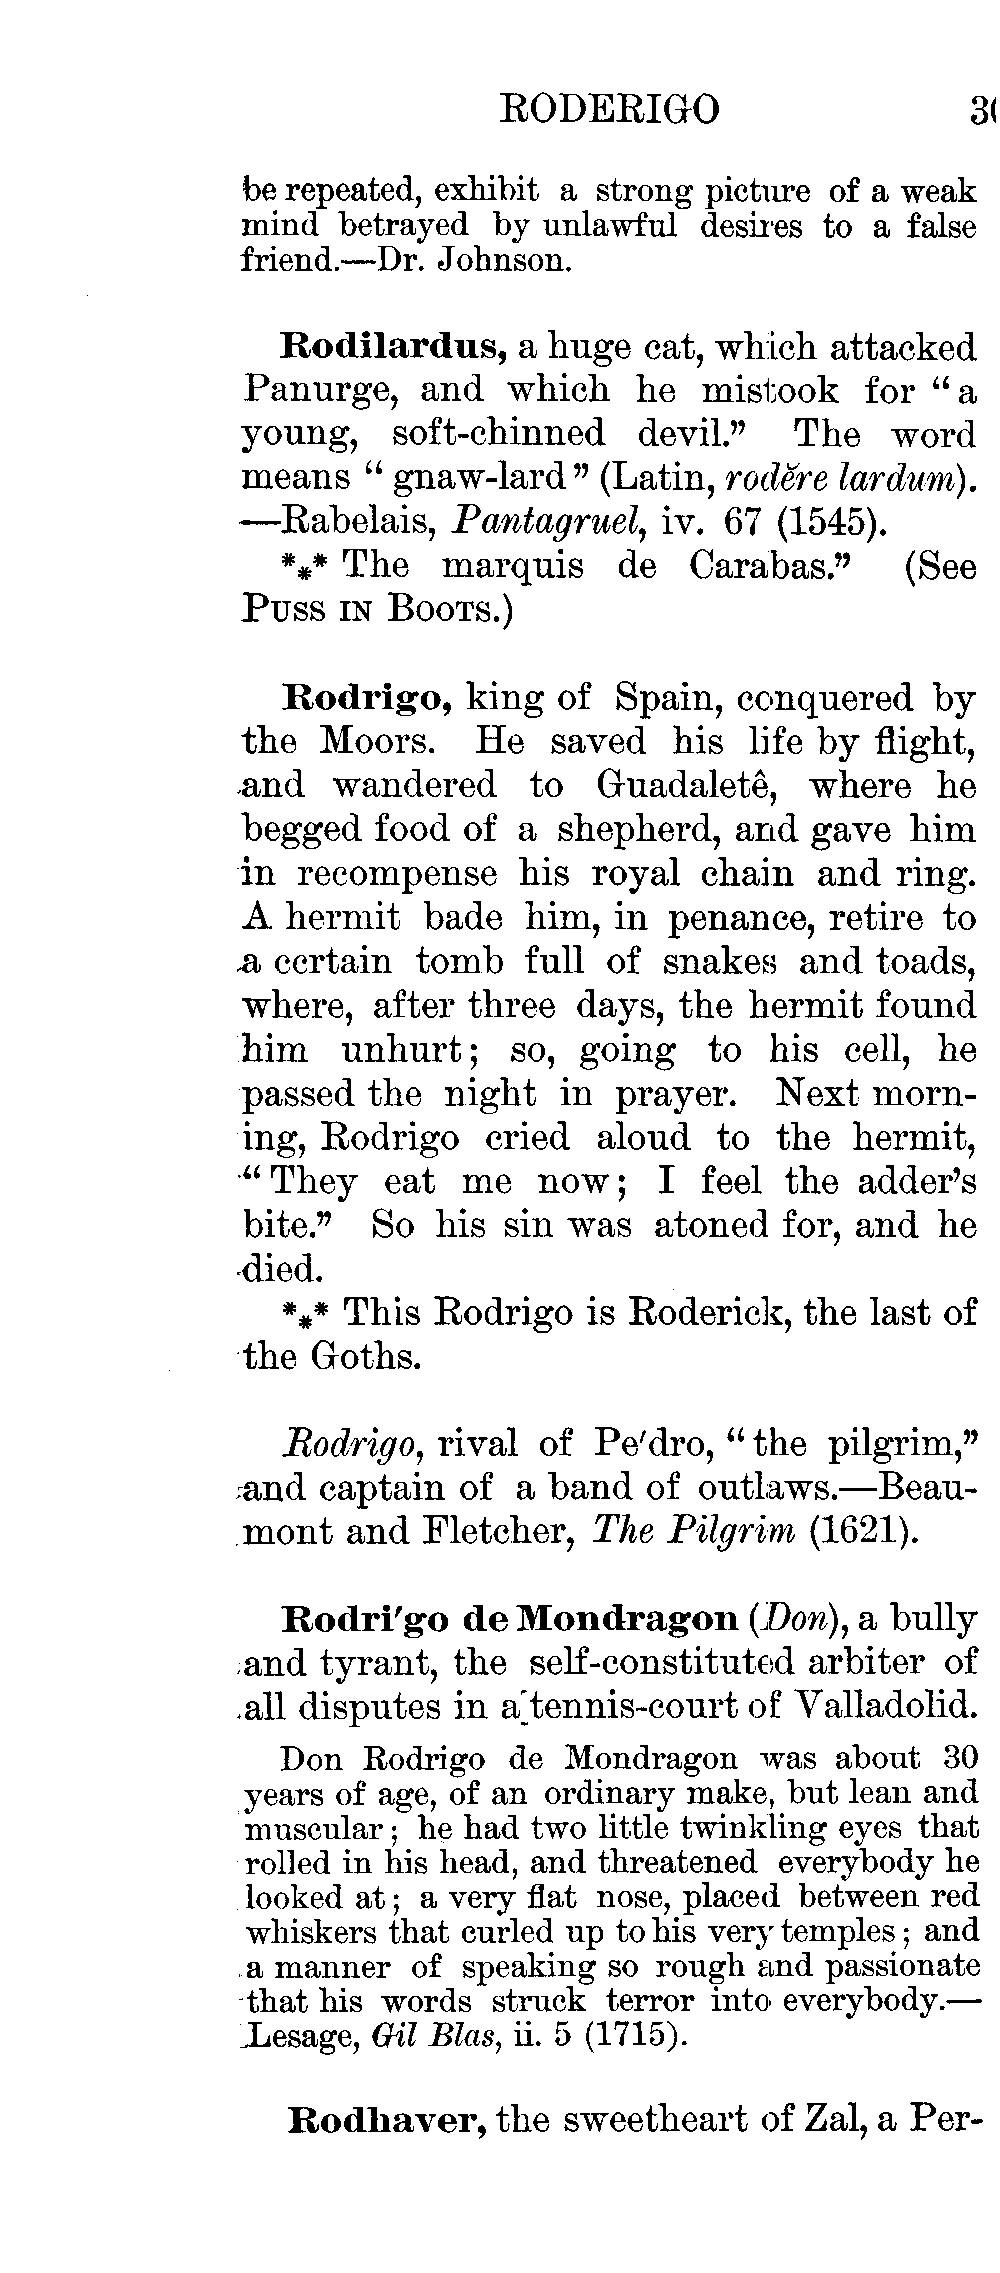 RODERIGO 30
be repeated, exhibit a strong picture of a weak
mind betrayed by unlawful desires to a false
friend.—Dr. Johnson.
Rodilardus, a huge cat, which attacked
Panurge, and which he mistook for “a
young, soft-chinned devil.” The word
means “gnaw-lard” (Latin, rodĕre lardum).
—Rabelais, Pantagruel, iv. 67 (1545).
*⁎* The marquis de Carabas.” (See
PUSS IN BOOTS.)
Rodrigo, king of Spain, conquered by
the Moors. He saved his life by flight,
and wandered to Guadaletê, where he
begged food of a shepherd, and gave him
in recompense his royal chain and ring.
A hermit bade him, in penance, retire to
a certain tomb full of snakes and toads,
where, after three days, the hermit found
him unhurt; so, going to his cell, he
passed the night in prayer. Next morn-
ing, Rodrigo cried aloud to the hermit,
“They eat me now; I feel the adder’s
bite.” So his sin was atoned for, and he
died.
*⁎* This Rodrigo is Roderick, the last of
the Goths.
Rodrigo, rival of Pe'dro, “the pilgrim,”
and captain of a band of outlaws.—Beau-
mont and Fletcher, The Pilgrim (1621).
Rodri'go de Mondragon (Don), a bully
and tyrant, the self-constituted arbiter of
all disputes in a tennis-court of Valladolid.
Don Rodrigo de Mondragon was about 30
years of age, of an ordinary make, but lean and
muscular; he had two little twinkling eyes that
rolled in his head, and threatened everybody he
looked at; a very flat nose, placed between red
whiskers that curled up to his very temples; and
a manner of speaking so rough and passionate
that his words struck terror into everybody.—
Lesage, Gil Blas, ii. 5 (1715).
Rodhaver, the sweetheart of Zal, a Per-